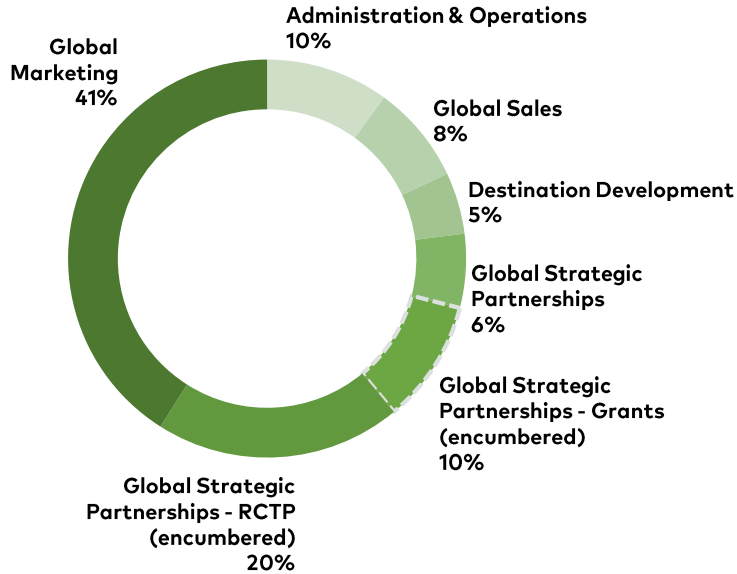 Administration & Operations
10%
Global
Marketing
41%
Global Sales
8%
Destination Development
5%
Global Strategic
Partnerships
6%
Global Strategic
Partnerships - Grants
(encumbered)
10%
Global Strategic
Partnerships - RCTP
(encumbered)
20%